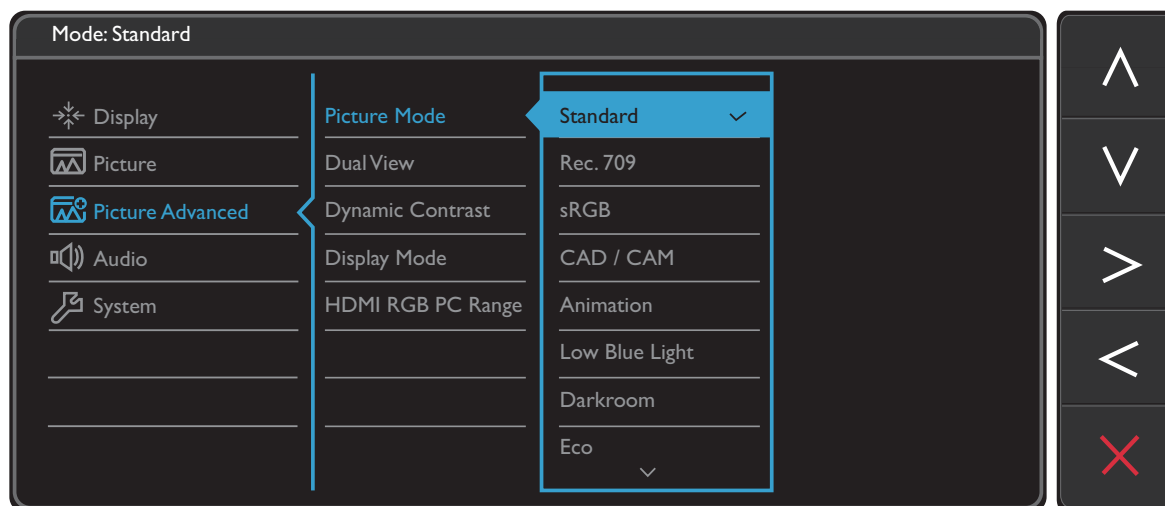 Mode: Standard
Display
Picture
Picture Advanced
Audio
System
Picture Mode
Dual View
Dynamic Contrast
Display Mode
HDMI RGB PC Range
Standard
Rec. 709
sRGB
CAD / CAM
Animation
Low Blue Light
Darkroom
Eco